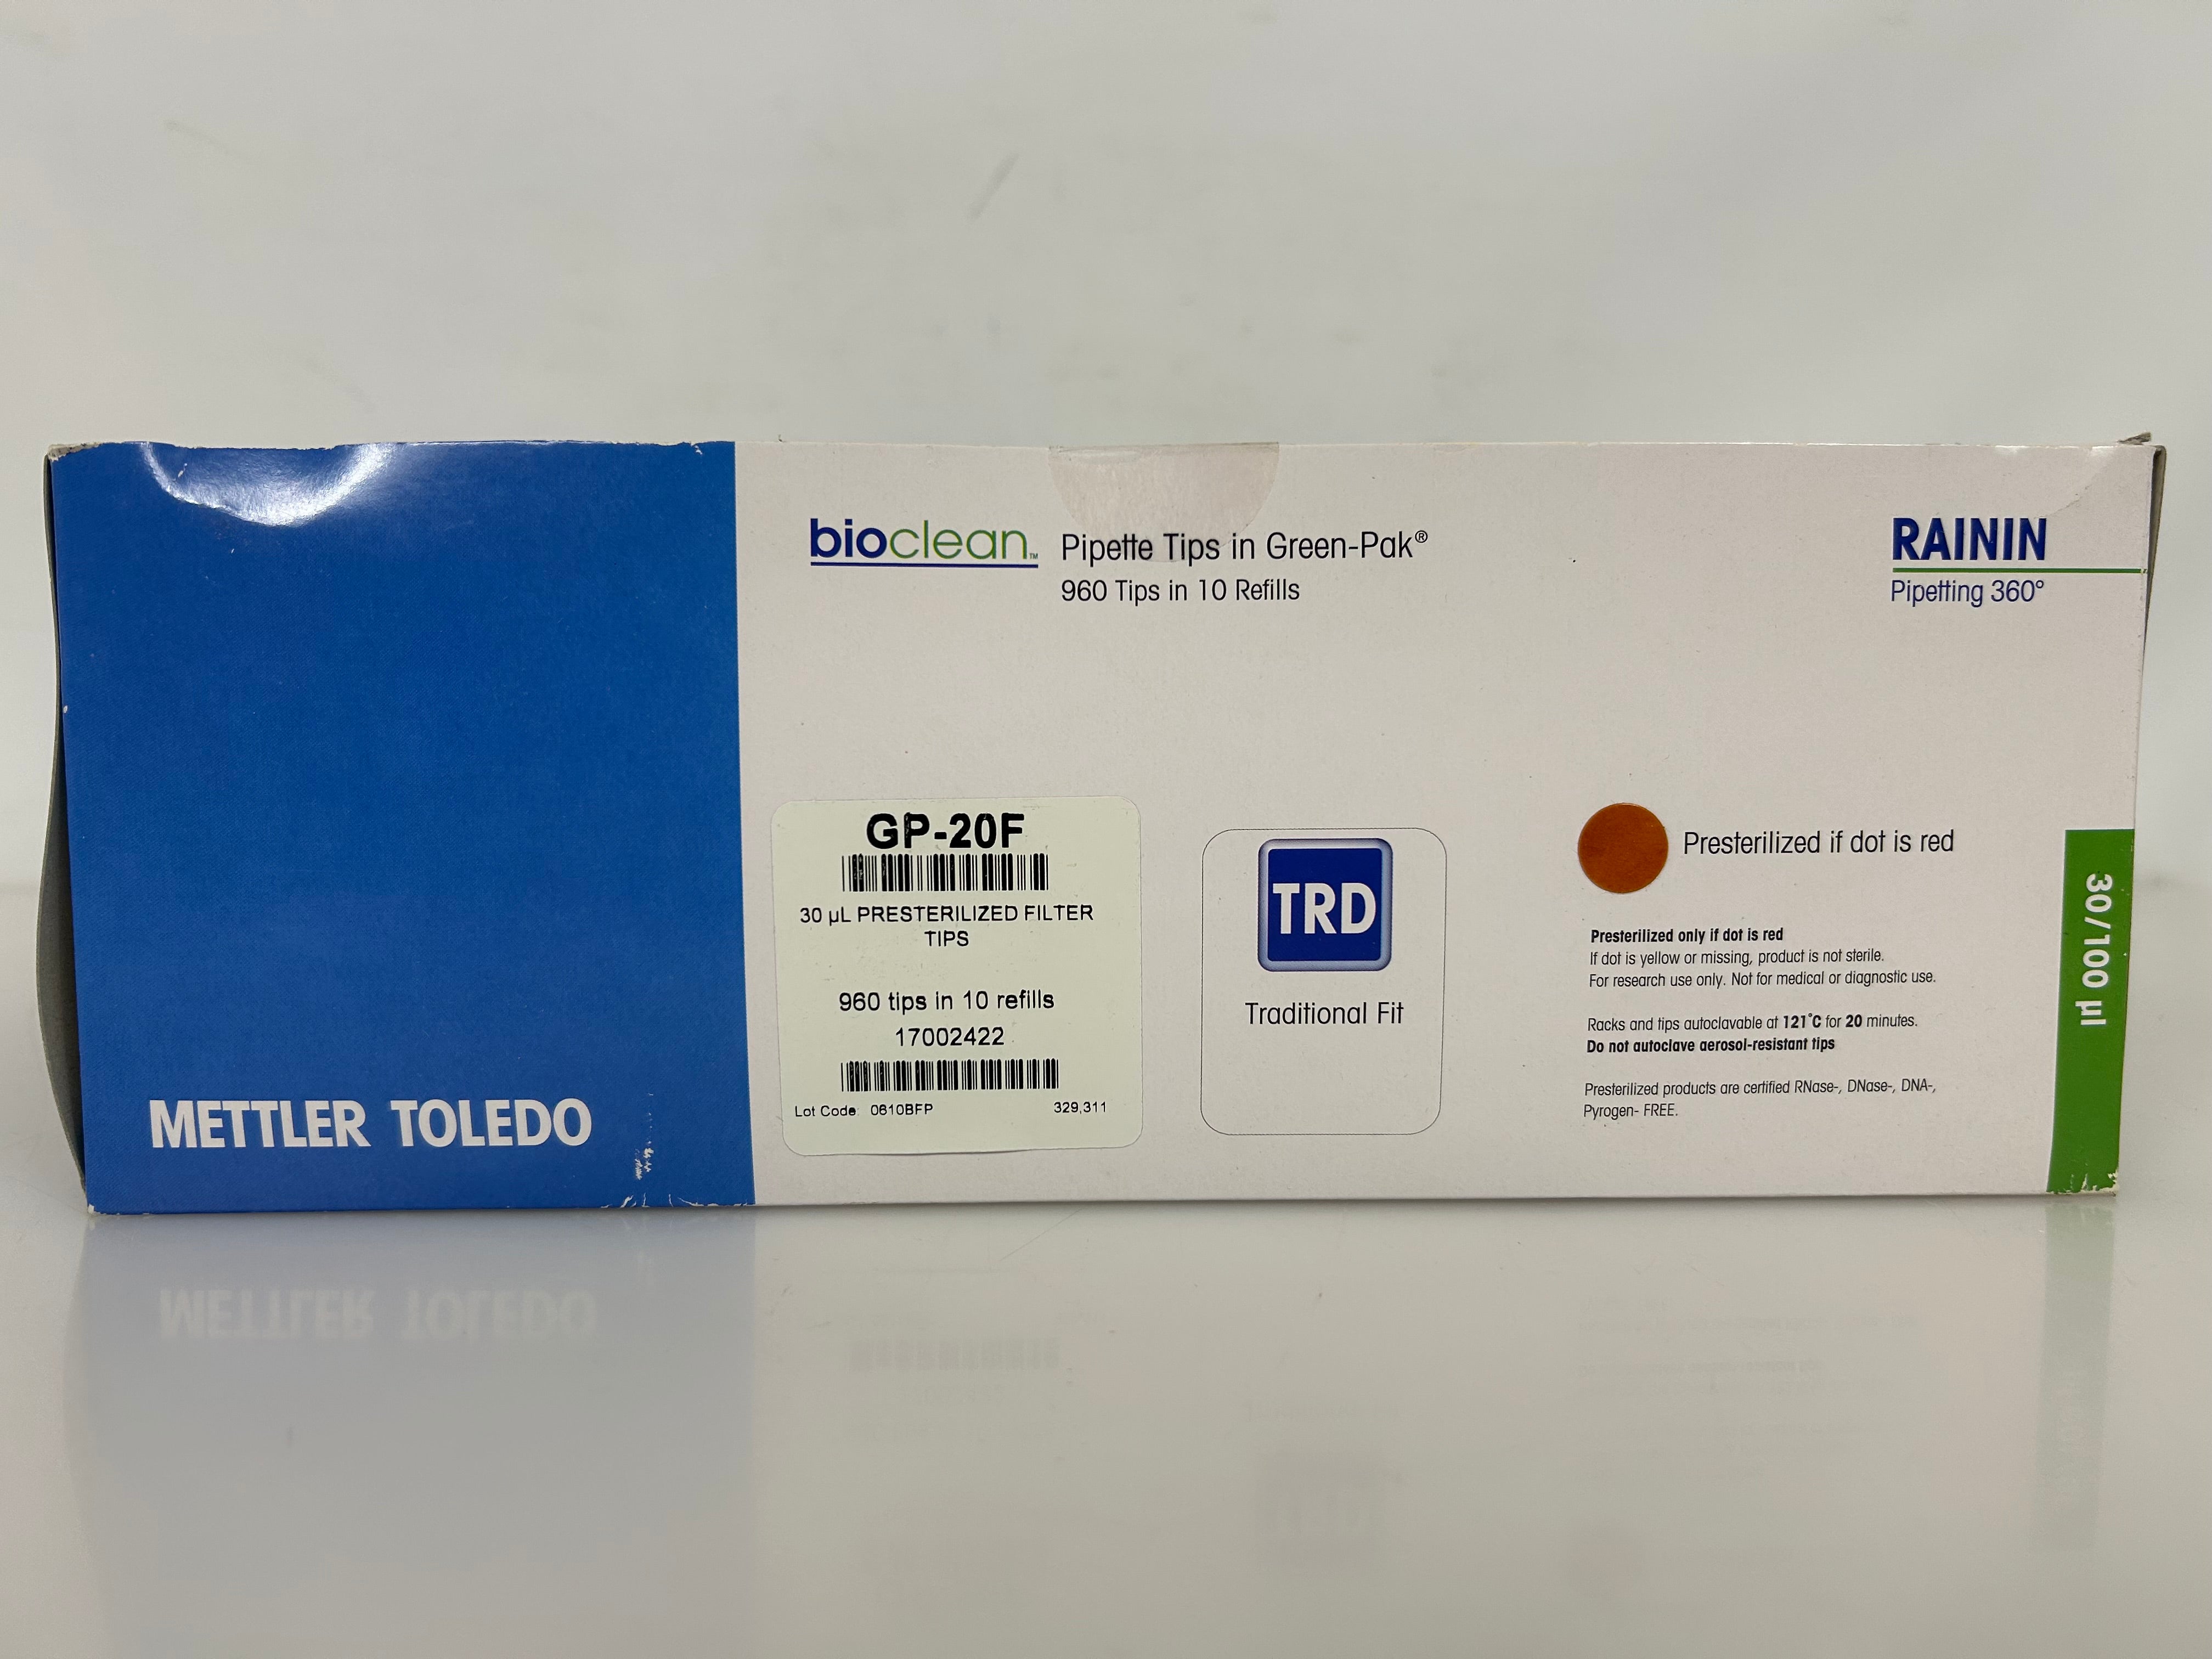 bioclean™ Pipette Tips in Green-Pak®
960 Tips in 10 Refills
RAININ
Pipetting 360°
METTLER TOLEDO
GP-20F
30 µL PRESTERILIZED FILTER
TIPS
960 tips in 10 refills
17002422
Lot Code: 0610BFP 329,311
TRD
Traditional Fit
Presterilized if dot is red
Presterilized only if dot is red
If dot is yellow or missing, product is not sterile.
For research use only. Not for medical or diagnostic use.
Racks and tips autoclavable at 121°C for 20 minutes.
Do not autoclave aerosol-resistant tips
Presterilized products are certified RNase-, DNase-, DNA-,
Pyrogen- FREE.
30/100 µl